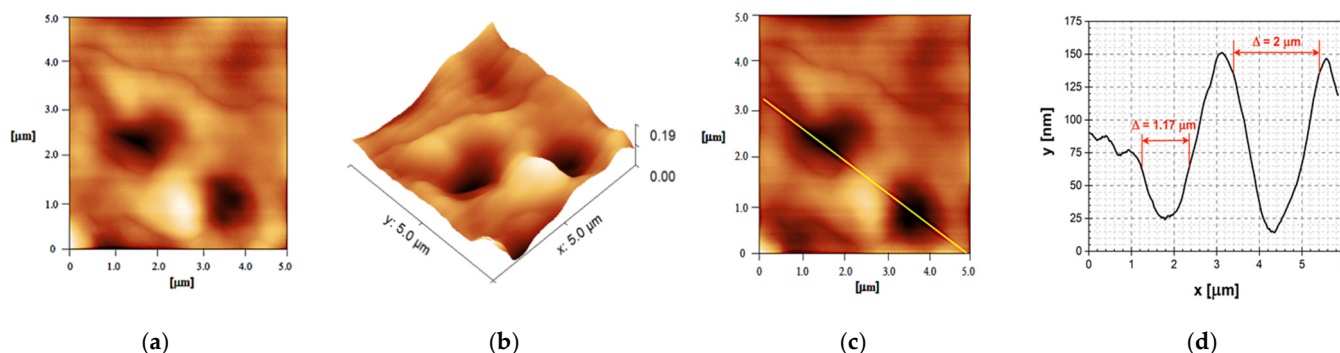 5.0
4.0
3.0
2.0
1.0
0
[µm]
0 1.0 2.0 3.0 4.0 5.0
[µm]
(a)
0.19
0.00
y: 5.0 µm
x: 5.0 µm
(b)
5.0
4.0
3.0
2.0
1.0
0
[µm]
0 1.0 2.0 3.0 4.0 5.0
[µm]
(c)
175
150
125
100
75
50
25
0
y [nm]
Δ = 2 µm
Δ = 1.17 µm
0 1 2 3 4 5
x [µm]
(d)